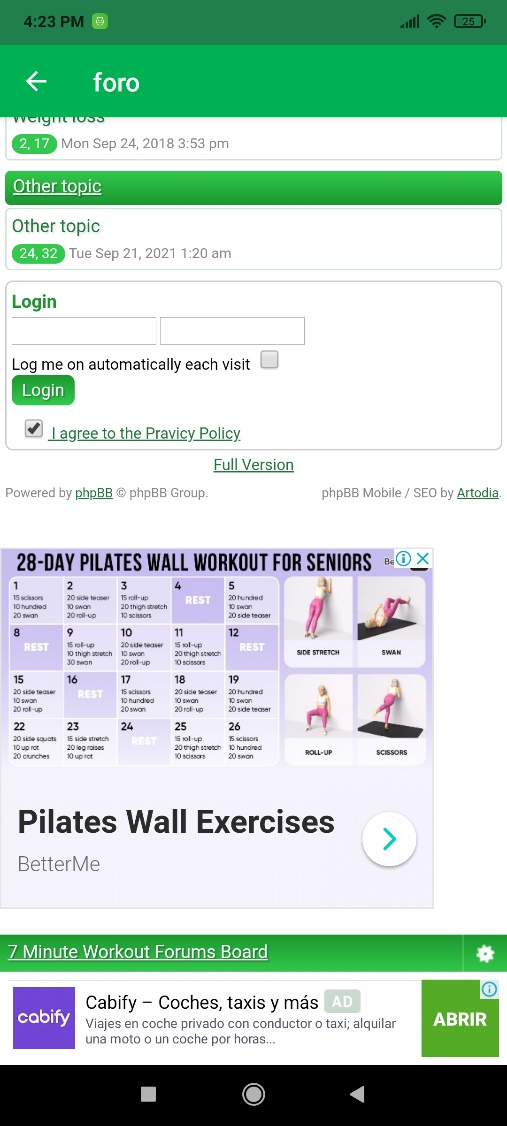 4:23 PM
25
foro
Weight loss
2, 17 Mon Sep 24, 2018 3:53 pm
Other topic
Other topic
24, 32 Tue Sep 21, 2021 1:20 am
Login
Log me on automatically each visit
Login
I agree to the Pravicy Policy
Full Version
Powered by phpBB © phpBB Group.
phpBB Mobile / SEO by Artodia.
28-DAY PILATES WALL WORKOUT FOR SENIORS
Be
1
15 scissors
10 hundred
20 swan
2
20 side teaser
10 swan
20 roll-up
3
15 roll-up
20 thigh stretch
10 scissors
4
REST
5
20 hundred
10 swan
20 side teaser
8
REST
9
15 roll-up
10 thigh stretch
30 swan
10
20 side teaser
10 swan
20 roll-up
11
15 roll-up
20 thigh stretch
10 scissors
12
REST
15
20 side teaser
10 swan
20 roll-up
16
REST
17
15 scissors
10 hundred
20 swan
18
20 side teaser
10 swan
20 roll-up
19
10 hundred
10 swan
20 side teaser
22
20 side squats
10 up rot
20 crunches
23
15 side stretch
20 leg raises
10 up rot
24
REST
25
15 roll-up
20 thigh stretch
10 scissors
26
15 scissors
10 hundred
20 swan
SIDE STRETCH
SWAN
ROLL-UP
SCISSORS
Pilates Wall Exercises
BetterMe
7 Minute Workout Forums Board
cabify
Cabify – Coches, taxis y más AD
Viajes en coche privado con conductor o taxi; alquilar
una moto o un coche por horas...
ABRIR